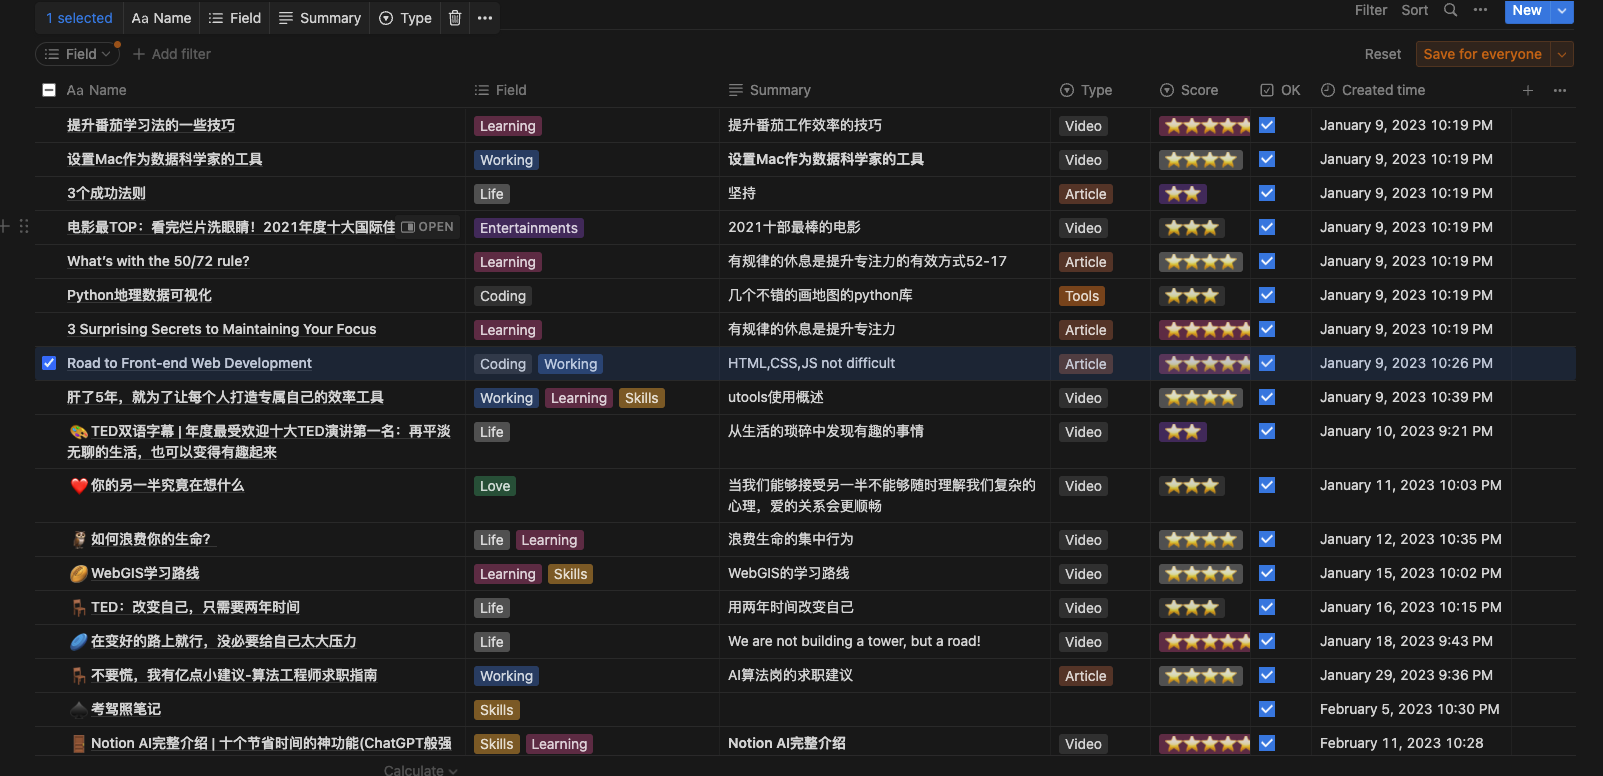 1 selected Aa Name Field Summary Type Filter Sort New
Field Add filter Reset Save for everyone
Aa Name Field Summary Type Score OK Created time
提升番茄学习法的一些技巧 Learning 提升番茄工作效率的技巧 Video January 9, 2023 10:19 PM
设置Mac作为数据科学家的工具 Working 设置Mac作为数据科学家的工具 Video January 9, 2023 10:19 PM
3个成功法则 Life 坚持 Article January 9, 2023 10:19 PM
电影最TOP：看完烂片洗眼睛！2021年度十大国际佳 OPEN Entertainments 2021十部最棒的电影 Video January 9, 2023 10:19 PM
What's with the 50/72 rule? Learning 有规律的休息是提升专注力的有效方式52-17 Article January 9, 2023 10:19 PM
Python地理数据可视化 Coding 几个不错的画地图的python库 Tools January 9, 2023 10:19 PM
3 Surprising Secrets to Maintaining Your Focus Learning 有规律的休息是提升专注力 Article January 9, 2023 10:19 PM
Road to Front-end Web Development Coding Working HTML,CSS,JS not difficult Article January 9, 2023 10:26 PM
肝了5年，就为了让每个人打造专属自己的效率工具 Working Learning Skills utools使用概述 Video January 9, 2023 10:39 PM
TED双语字幕 | 年度最受欢迎十大TED演讲第一名：再平淡 Life 从生活的琐碎中发现有趣的事情 Video January 10, 2023 9:21 PM
无聊的生活，也可以变得有趣起来
你的另一半究竟在想什么 Love 当我们能够接受另一半不能够随时理解我们复杂的 Video January 11, 2023 10:03 PM
心理，爱的关系会更顺畅
如何浪费你的生命？ Life Learning 浪费生命的集中行为 Video January 12, 2023 10:35 PM
WebGIS学习路线 Learning Skills WebGIS的学习路线 Video January 15, 2023 10:02 PM
TED：改变自己，只需要两年时间 Life 用两年时间改变自己 Video January 16, 2023 10:15 PM
在变好的路上就行，没必要给自己太大压力 Life We are not building a tower, but a road! Video January 18, 2023 9:43 PM
不要慌，我有亿点小建议-算法工程师求职指南 Working AI算法岗的求职建议 Article January 29, 2023 9:36 PM
考驾照笔记 Skills February 5, 2023 10:30 PM
Notion AI完整介绍 | 十个节省时间的神功能(ChatGPT般强 Skills Learning Notion AI完整介绍 Video February 11, 2023 10:28
Calculate